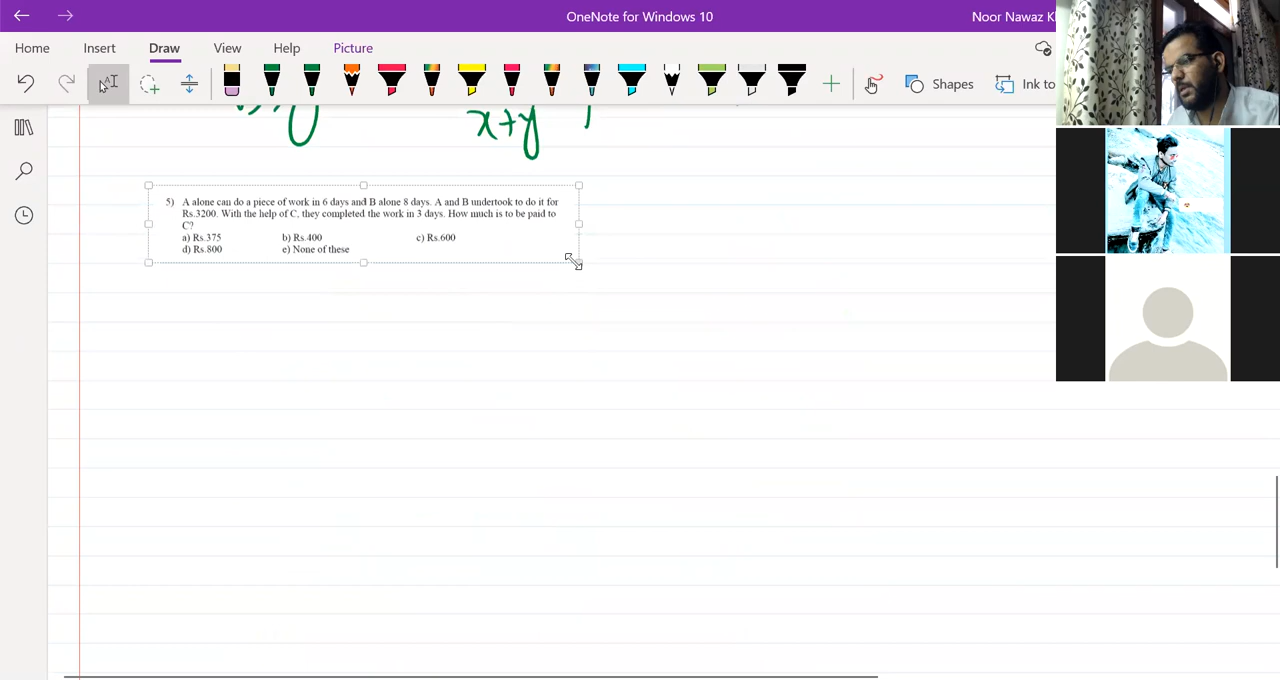 OneNote for Windows 10
Noor Nawaz Kh
Home Insert Draw View Help Picture
Shapes Ink to
x+y
5) A alone can do a piece of work in 6 days and B alone 8 days. A and B undertook to do it for
Rs.3200. With the help of C, they completed the work in 3 days. How much is to be paid to
C?
a) Rs.375 b) Rs.400 c) Rs.600
d) Rs.800 e) None of these